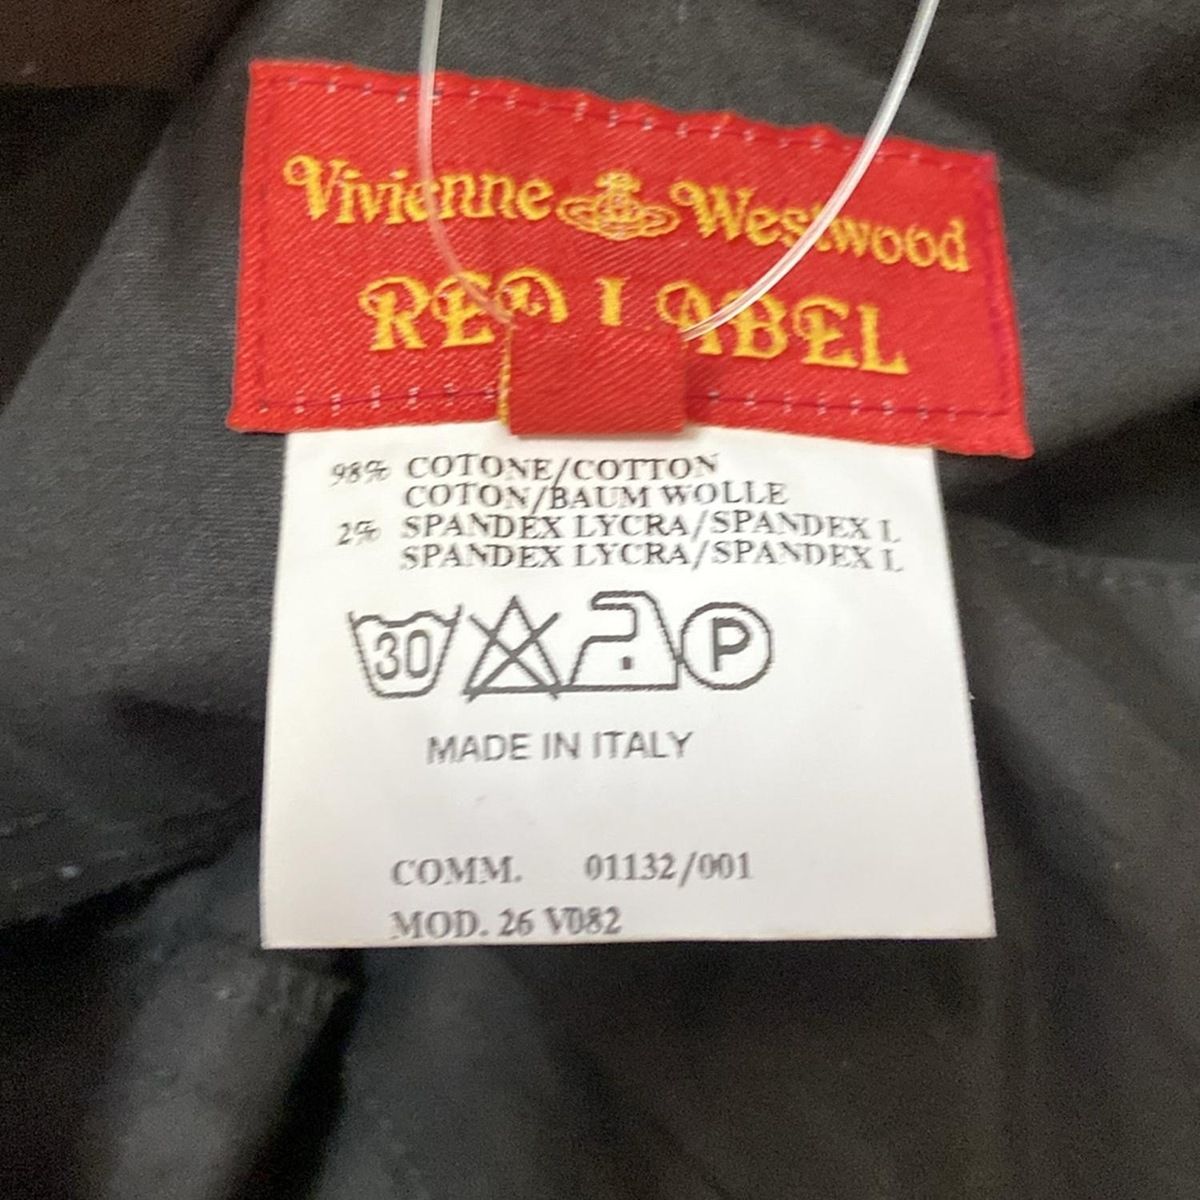 Vivienne Westwood
RED LABEL
98% COTONE/COTTON
COTON/BAUM WOLLE
2% SPANDEX LYCRA/SPANDEX L
SPANDEX LYCRA/SPANDEX L
30 P
MADE IN ITALY
COMM. 01132/001
MOD. 26 V082